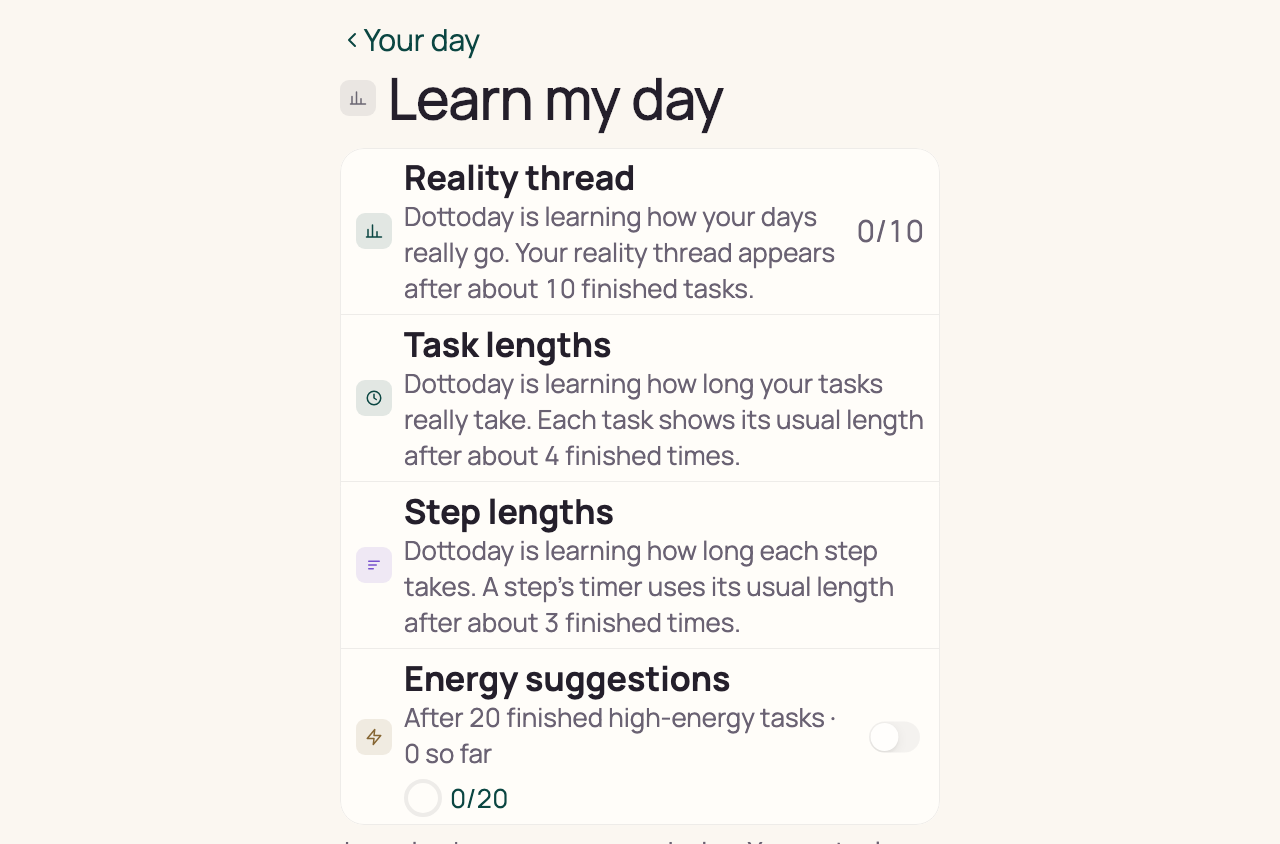 Your day
Learn my day
Reality thread
Dottoday is learning how your days
really go. Your reality thread appears
after about 10 finished tasks.
0/10
Task lengths
Dottoday is learning how long your tasks
really take. Each task shows its usual length
after about 4 finished times.
Step lengths
Dottoday is learning how long each step
takes. A step's timer uses its usual length
after about 3 finished times.
Energy suggestions
After 20 finished high-energy tasks ·
0 so far
0/20